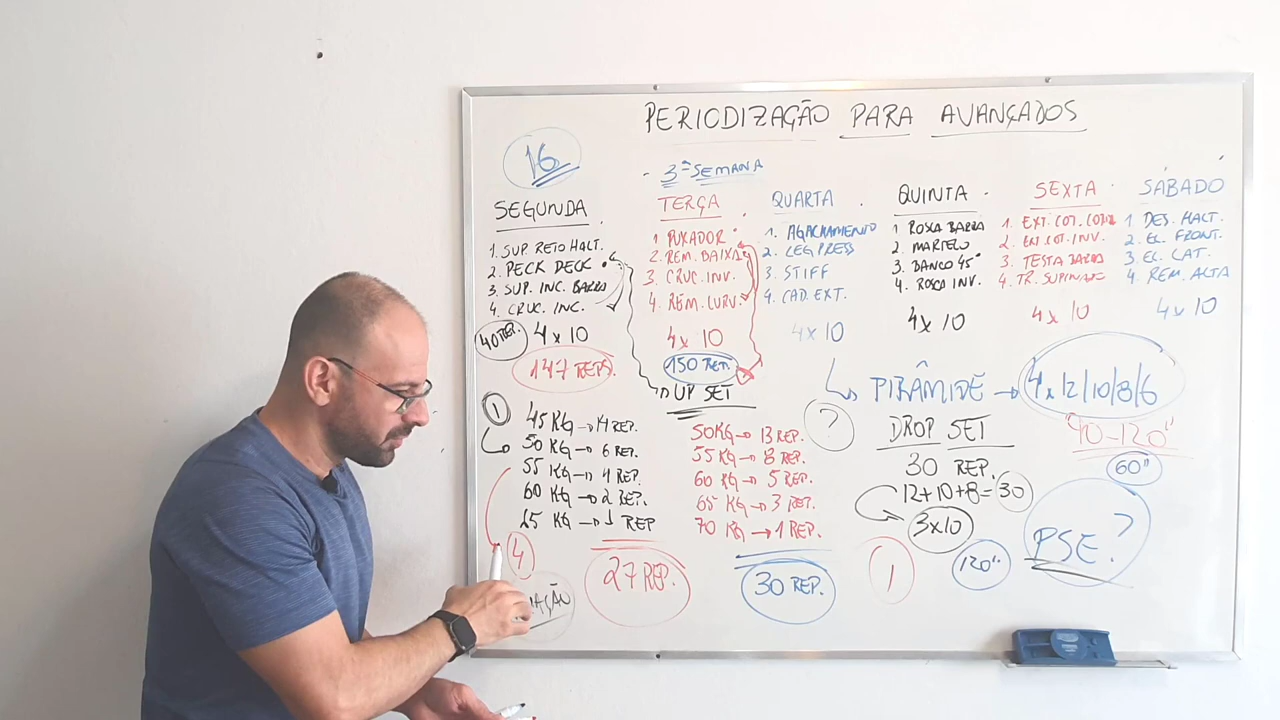 PERIODIZAÇÃO PARA AVANÇADOS
16
- 3ª SEMANA
SEGUNDA
1. SUP. RETO HALT.
2. PECK DECK
3. SUP. INC. BARRA
4. CRUC. INC.
40 REP. 4 x 10
147 REPS.
TERÇA
1 PUXADOR
2. REM. BAIXA
3 CRUC. INV.
4. REM. CURV.
4 x 10
150 REP.
QUARTA
1. AGACHAMENTO
2. LEG PRESS
3. STIFF
4. CAD. EXT.
4 x 10
QUINTA
1 ROSCA BARRA
2. MARTELO
3. BANCO 45°
4. ROSCA INV.
4 x 10
SEXTA
1. EXT. COT. CORDA
2. EXT. COT. INV.
3. TESTA BARRA
4. TR. SUPINADO
4 x 10
SÁBADO
1 DES. HALT.
2. EL. FRONT.
3. EL. LAT.
4. REM. ALTA
4 x 10
UP SET
1
45 KG → 14 REP.
50 KG → 6 REP.
55 KG → 4 REP.
60 KG → 2 REP.
65 KG → 1 REP
4
27 REP.
50KG → 13 REP.
55 KG → 8 REP.
60 KG → 5 REP.
65 KG → 3 REP.
70 KG → 1 REP.
30 REP.
?
PIRÂMIDE → 4 x 12/10/8/6
DROP SET
30 REP.
12+10+8=30
3x10
1
120"
90-120"
60"
PSE?